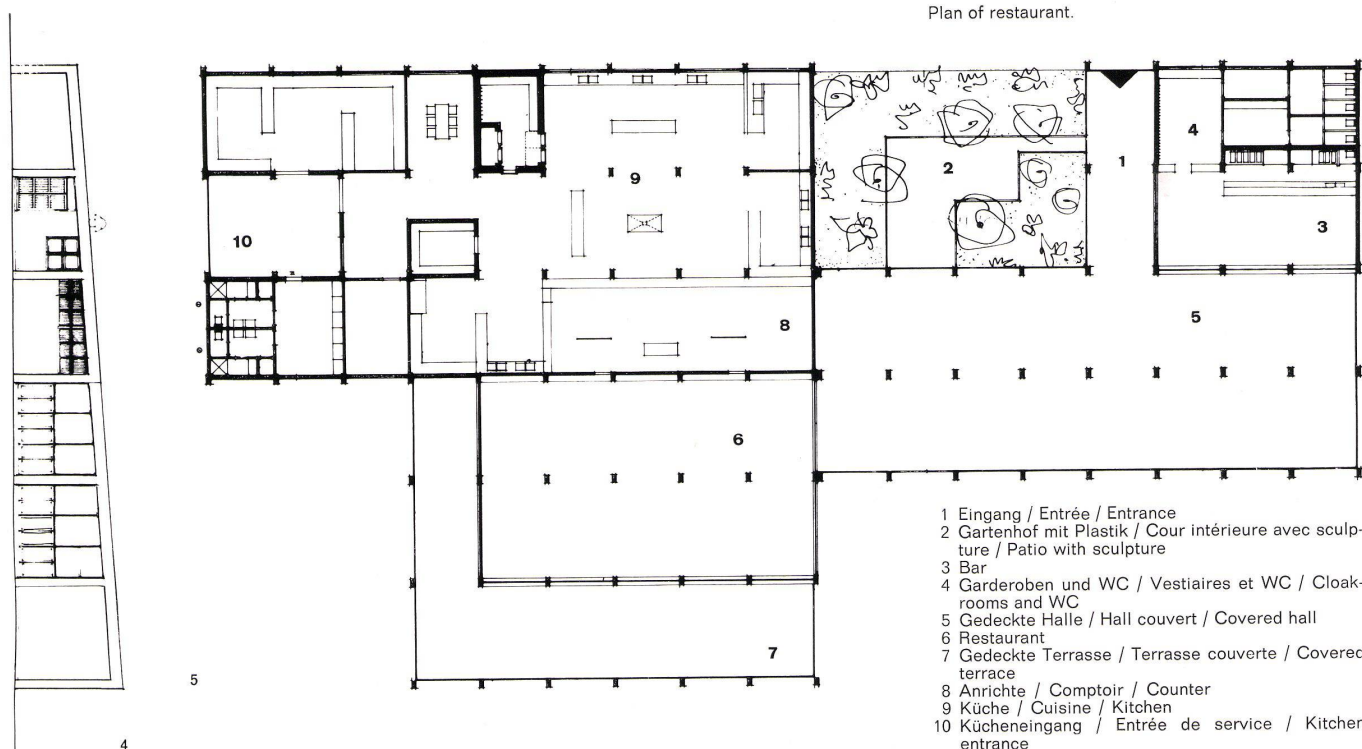 Plan of restaurant.
4
9
2
1
3
10
5
8
6
7
5
4
1 Eingang / Entrée / Entrance
2 Gartenhof mit Plastik / Cour intérieure avec sculp-
ture / Patio with sculpture
3 Bar
4 Garderoben und WC / Vestiaires et WC / Cloak-
rooms and WC
5 Gedeckte Halle / Hall couvert / Covered hall
6 Restaurant
7 Gedeckte Terrasse / Terrasse couverte / Covered
terrace
8 Anrichte / Comptoir / Counter
9 Küche / Cuisine / Kitchen
10 Kücheneingang / Entrée de service / Kitchen
entrance